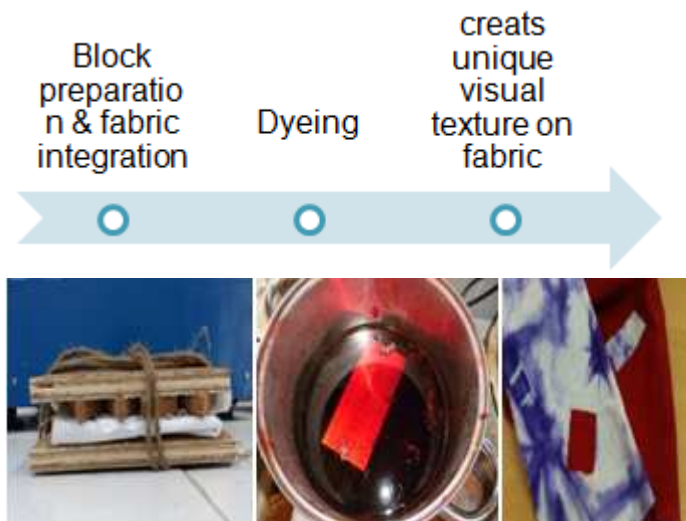 Block
preparatio
n & fabric
integration
Dyeing
creats
unique
visual
texture on
fabric